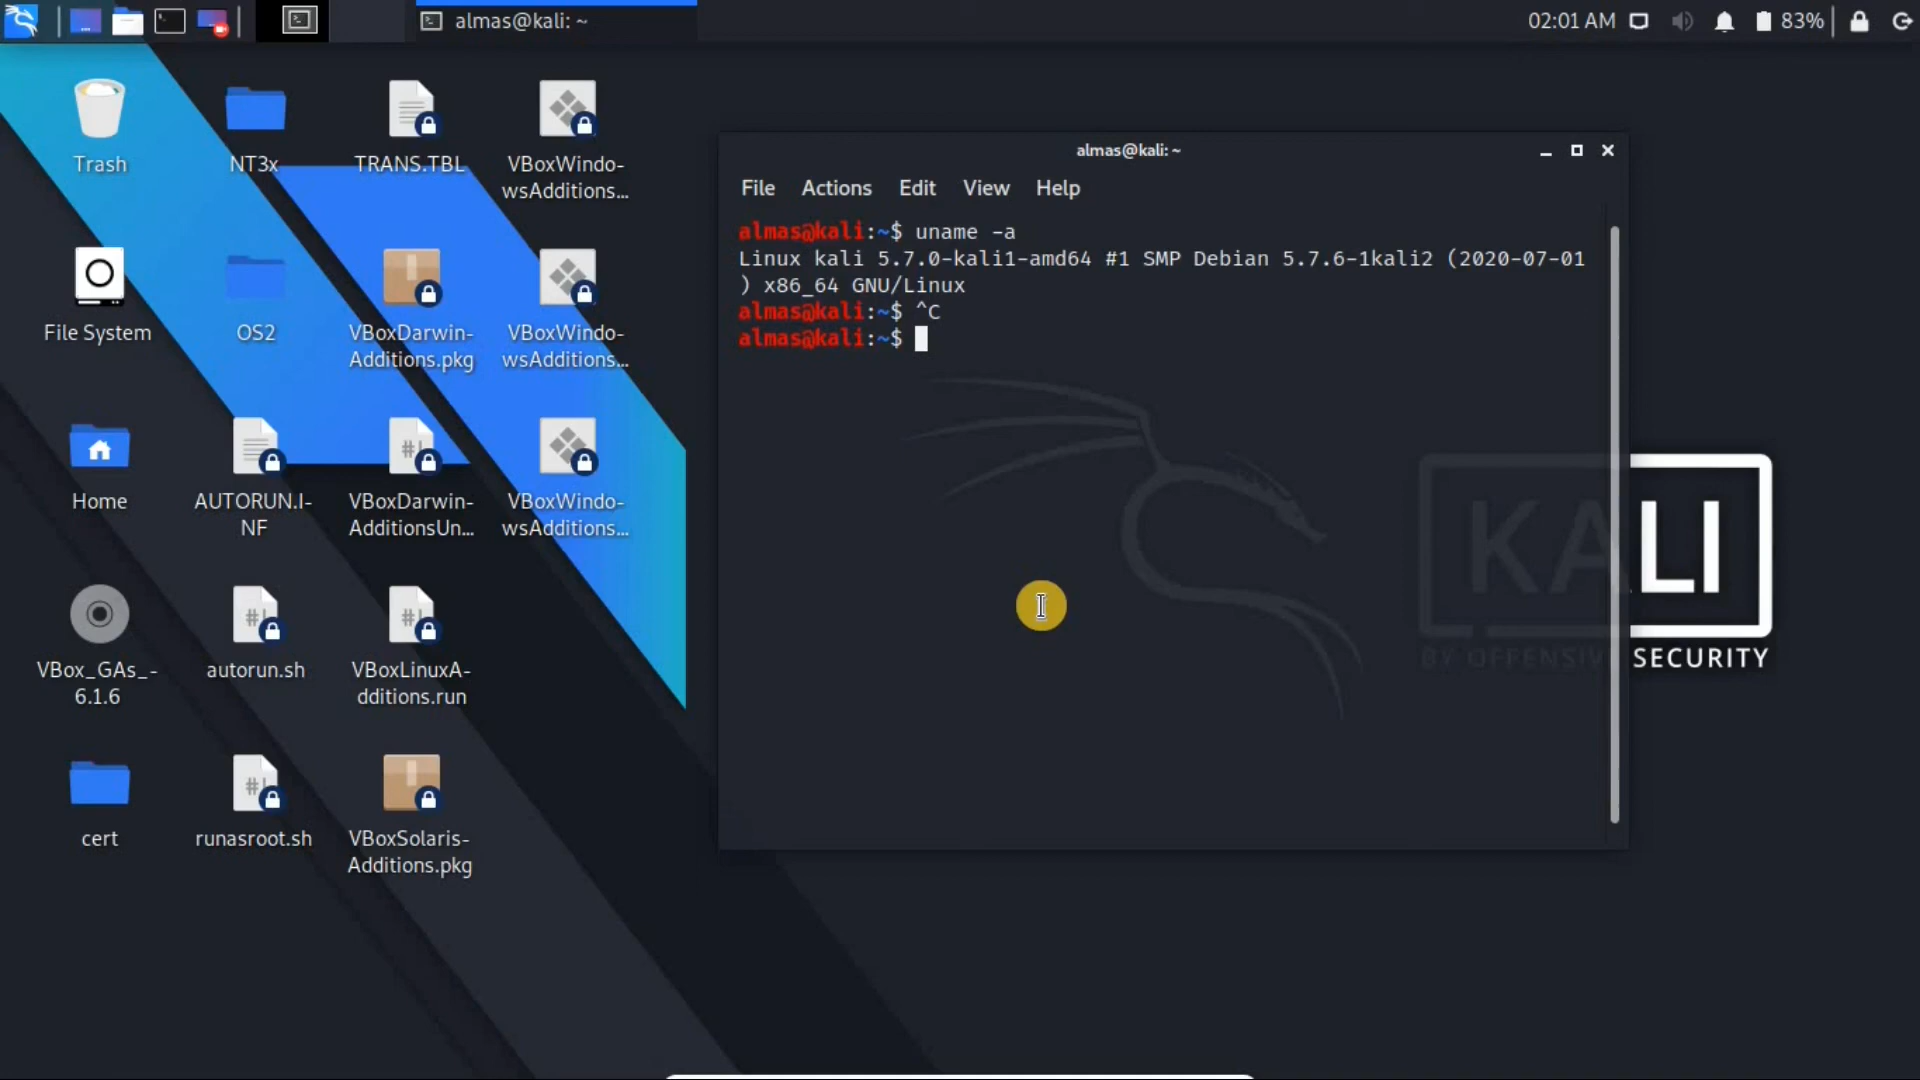 almas@kali: ~
02:01 AM
83%
Trash
NT3x
TRANS.TBL
VBoxWindo-
wsAdditions...
File System
OS2
VBoxDarwin-
Additions.pkg
VBoxWindo-
wsAdditions...
Home
AUTORUN.I-
NF
VBoxDarwin-
AdditionsUn...
VBoxWindo-
wsAdditions...
VBox_GAs_-
6.1.6
autorun.sh
VBoxLinuxA-
dditions.run
cert
runasroot.sh
VBoxSolaris-
Additions.pkg
almas@kali: ~
File Actions Edit View Help
almas@kali:~$ uname -a
Linux kali 5.7.0-kali1-amd64 #1 SMP Debian 5.7.6-1kali2 (2020-07-01
) x86_64 GNU/Linux
almas@kali:~$ ^C
almas@kali:~$
KALI
BY OFFENSIVE SECURITY